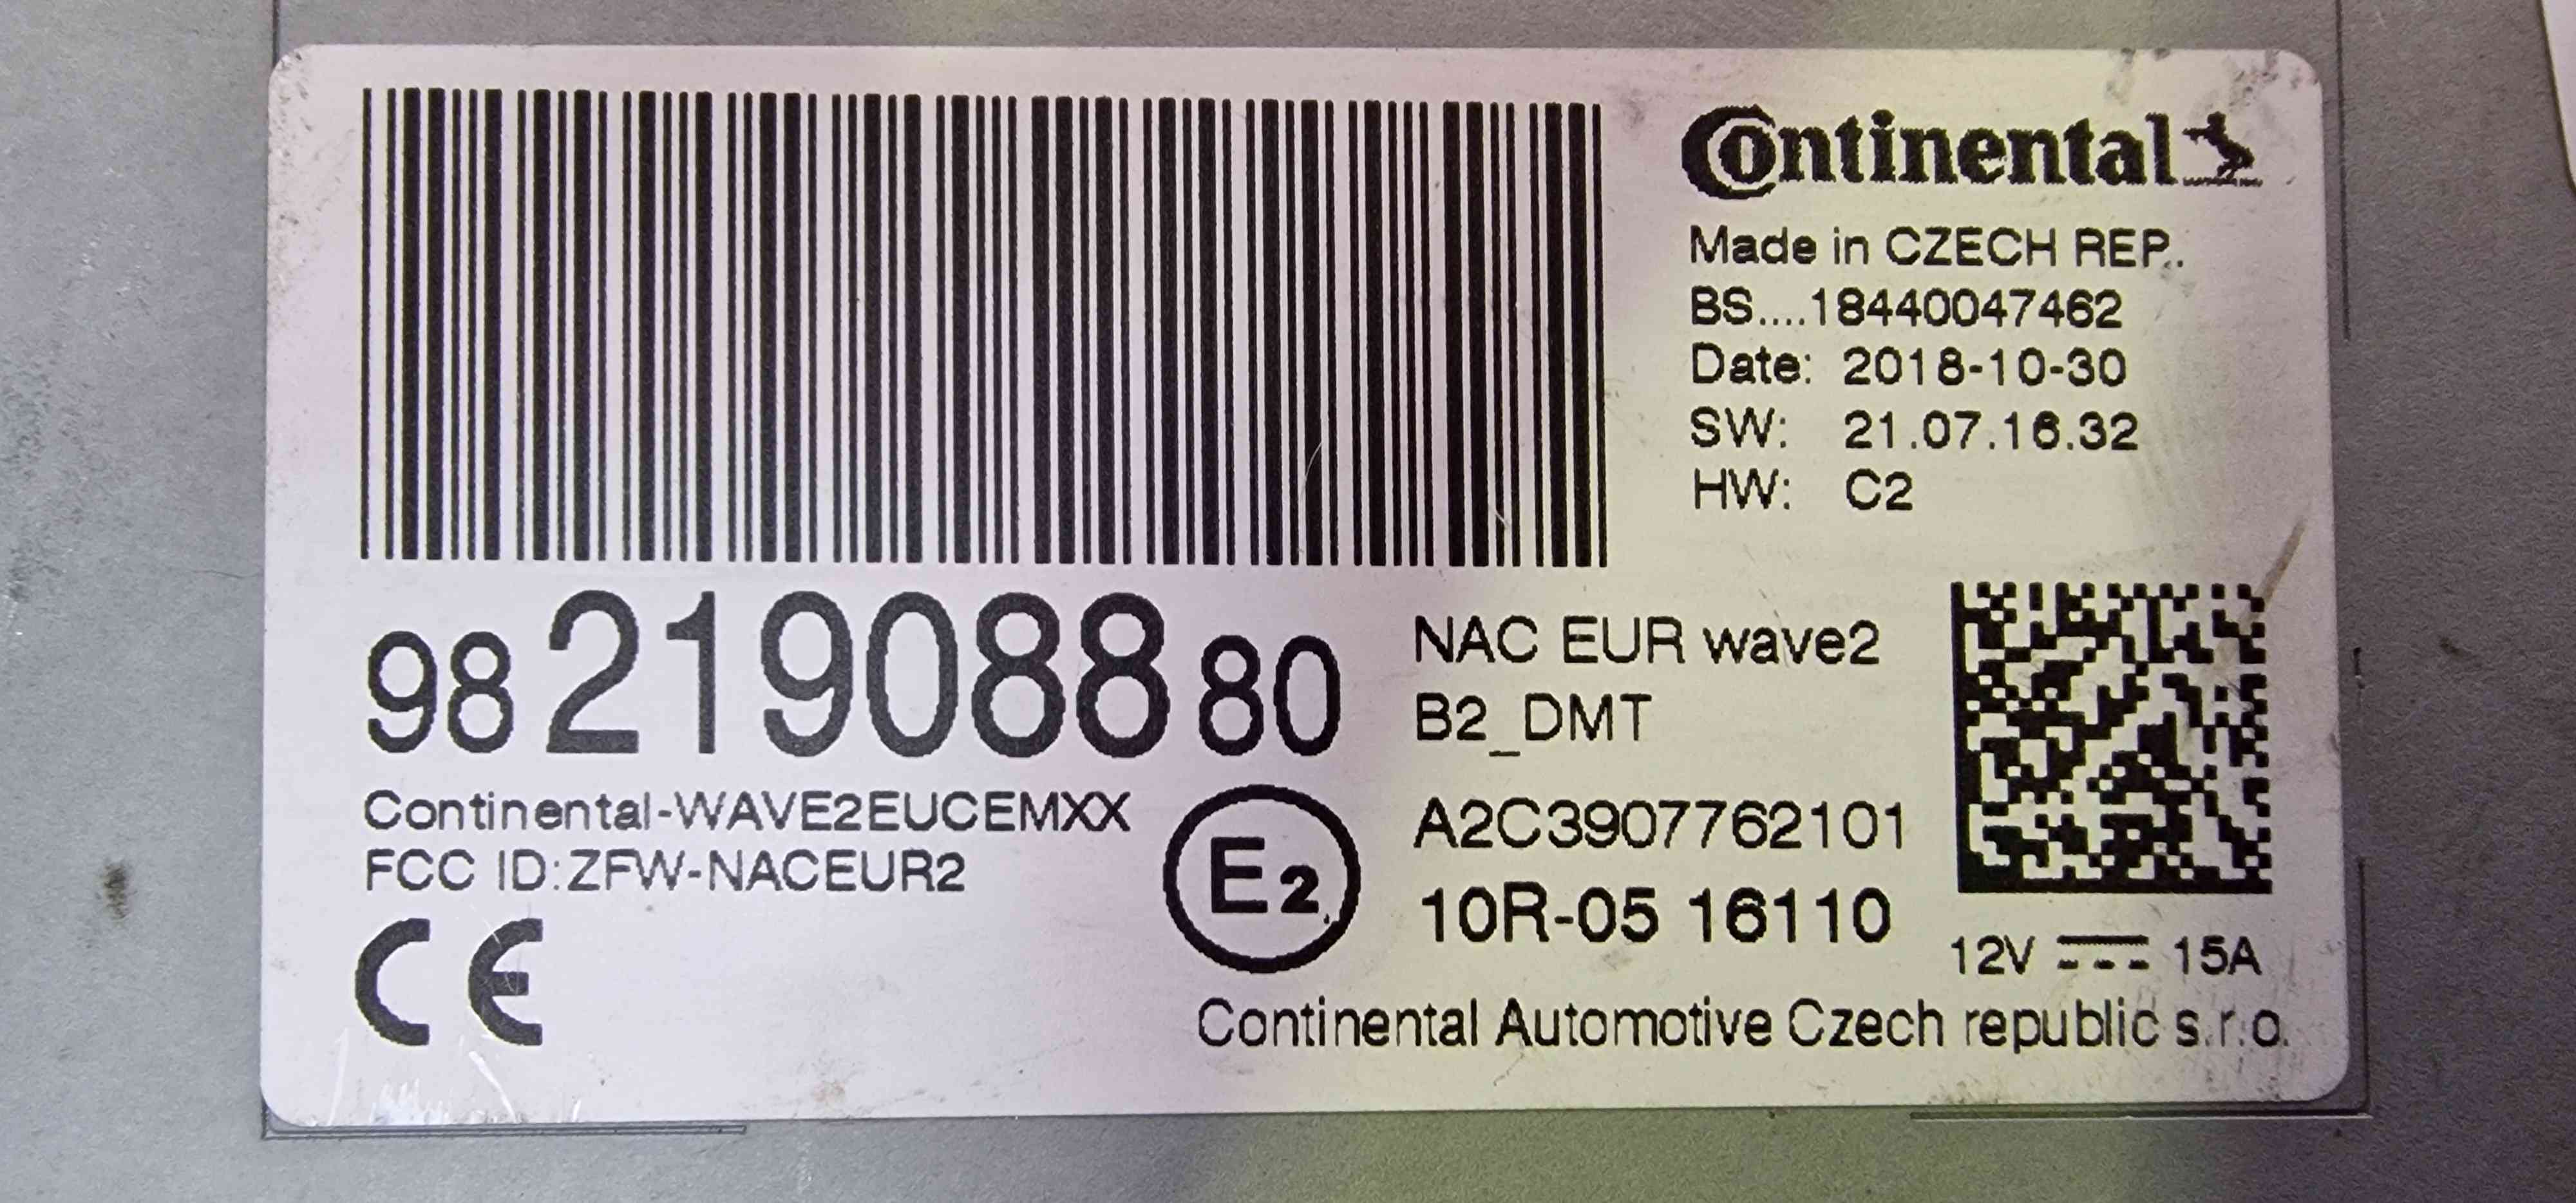 Continental
Made in CZECH REP..
BS....18440047462
Date: 2018-10-30
SW: 21.07.16.32
HW: C2
98 219088 80
NAC EUR wave2
B2_DMT
Continental-WAVE2EUCEMXX
FCC ID:ZFW-NACEUR2
CE
E2
A2C3907762101
10R-05 16110
12V 15A
Continental Automotive Czech republic s.r.o.